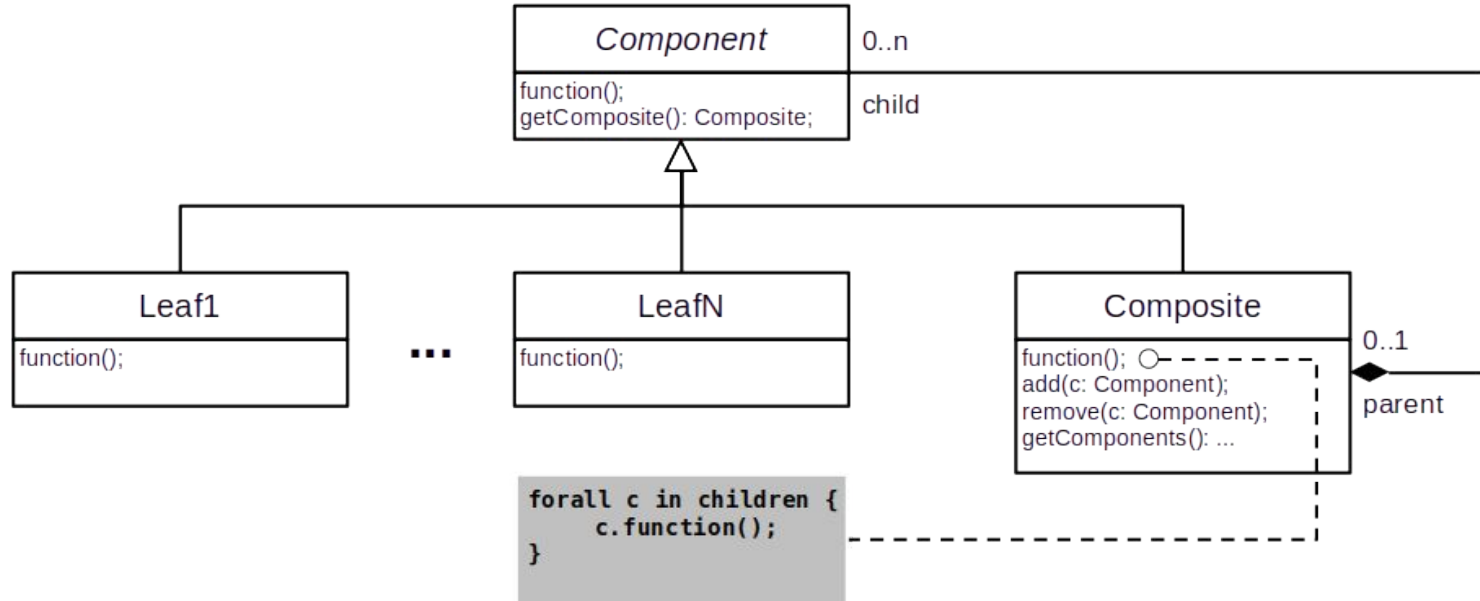 Component
0..n
function();
getComposite(): Composite;
child
Leaf1
function();
...
LeafN
function();
Composite
function();
add(c: Component);
remove(c: Component);
getComponents(): ...
0..1
parent
forall c in children {
    c.function();
}